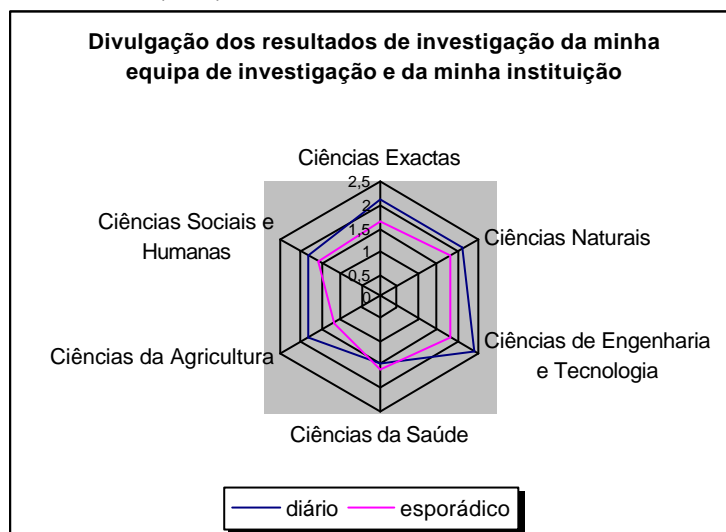 Divulgação dos resultados de investigação da minha
equipa de investigação e da minha instituição
Ciências Exactas
2,5
2
1,5
1
0,5
0
Ciências Sociais e
Humanas
Ciências Naturais
Ciências da Agricultura
Ciências de Engenharia
e Tecnologia
Ciências da Saúde
diário
esporádico